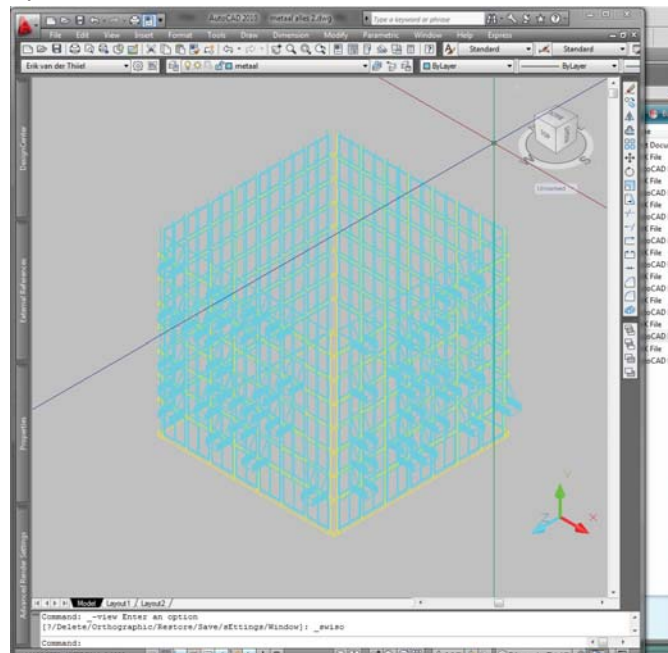 AutoCAD 2010 metaal alles 2.dwg
Type a keyword or phrase
File Edit View Insert Format Tools Draw Dimension Modify Parametric Window Help Express
Standard
Standard
Erik van der Thiel
metaal
ByLayer
ByLayer
DesignCenter
External References
Properties
Advanced Render Settings
Unnamed
Y
Z
X
Model Layout1 Layout2
Command: _-view Enter an option
[?/Delete/Orthographic/Restore/Save/sEttings/Window]: _swiso
Command: